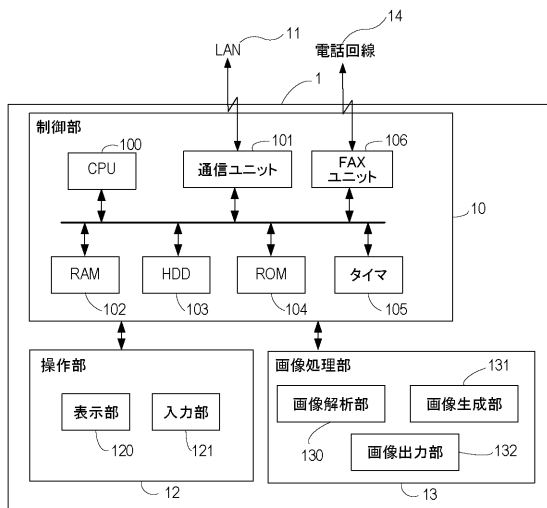 LAN
11
電話回線
14
1
制御部
100
CPU
101
通信ユニット
106
FAX
ユニット
10
RAM
102
HDD
103
ROM
104
タイマ
105
操作部
表示部
120
入力部
121
12
画像処理部
131
画像解析部
130
画像生成部
画像出力部
132
13